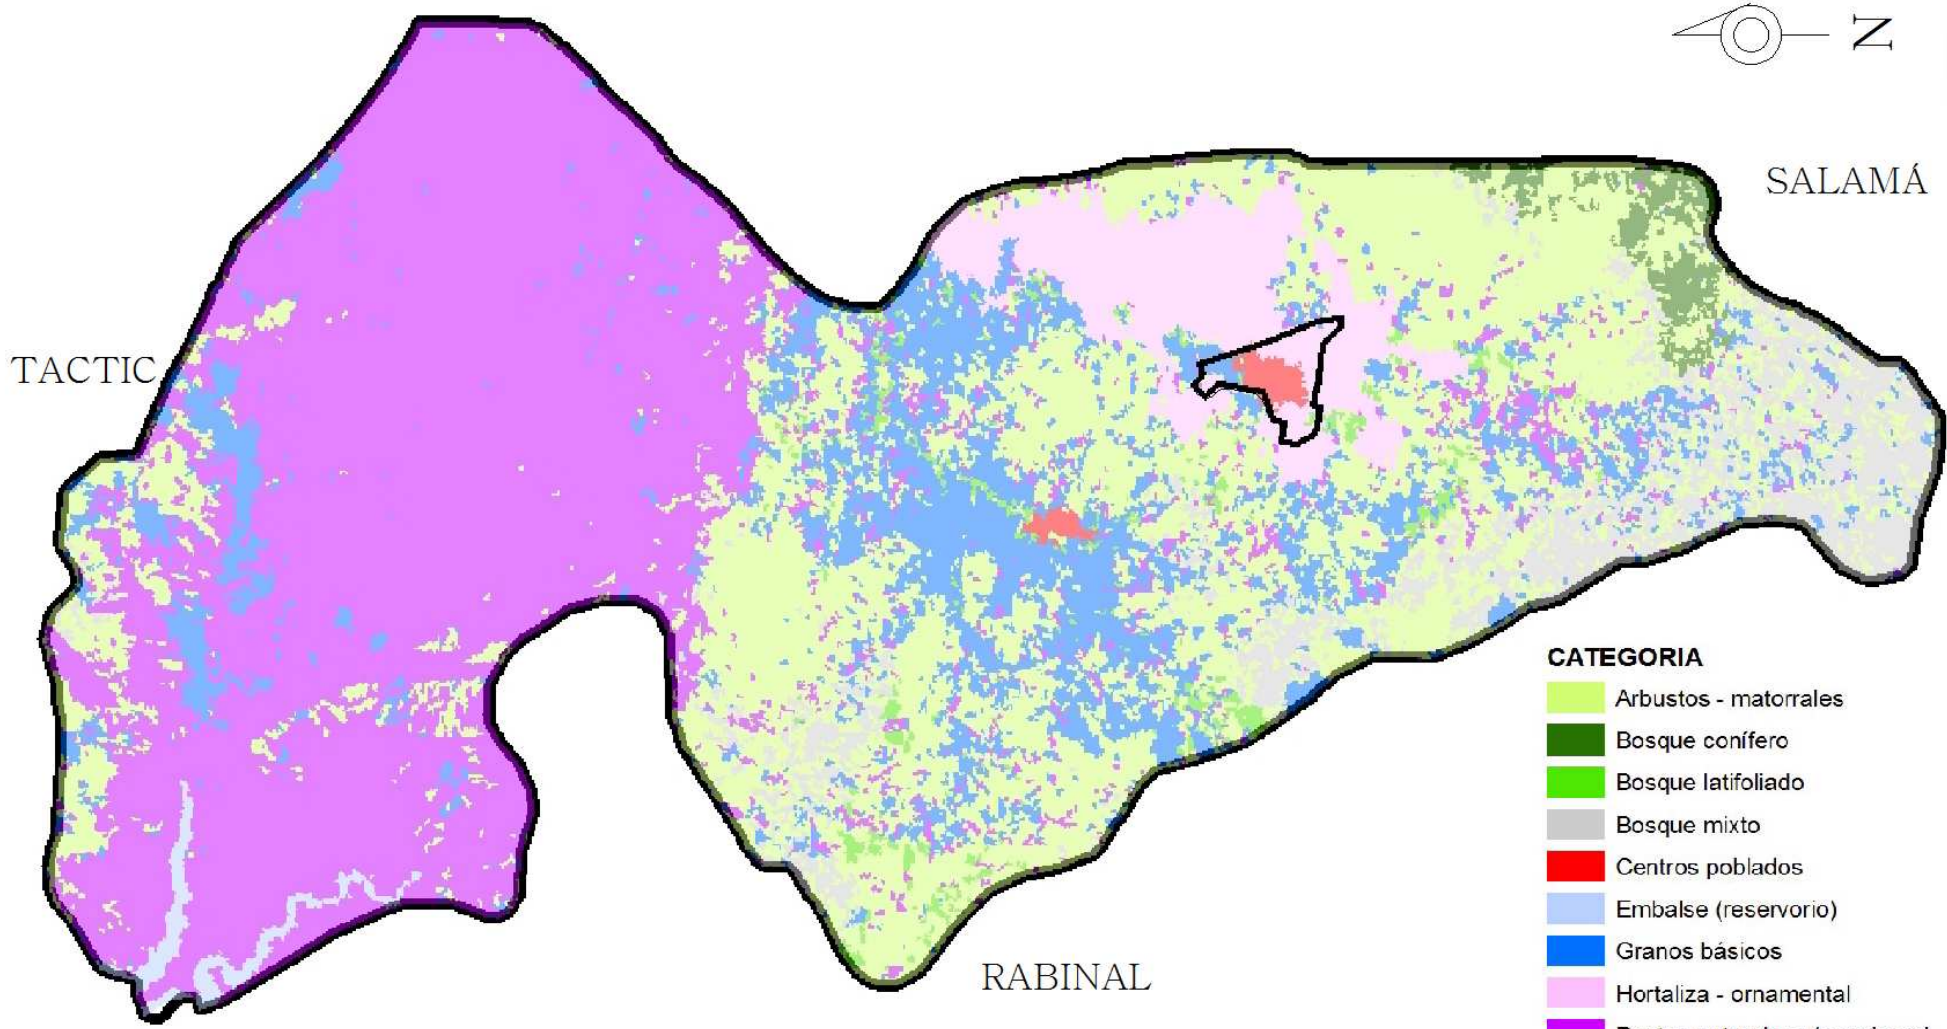 N
SALAMÁ
TACTIC
RABINAL
CATEGORIA
Arbustos - matorrales
Bosque conífero
Bosque latifoliado
Bosque mixto
Centros poblados
Embalse (reservorio)
Granos básicos
Hortaliza - ornamental